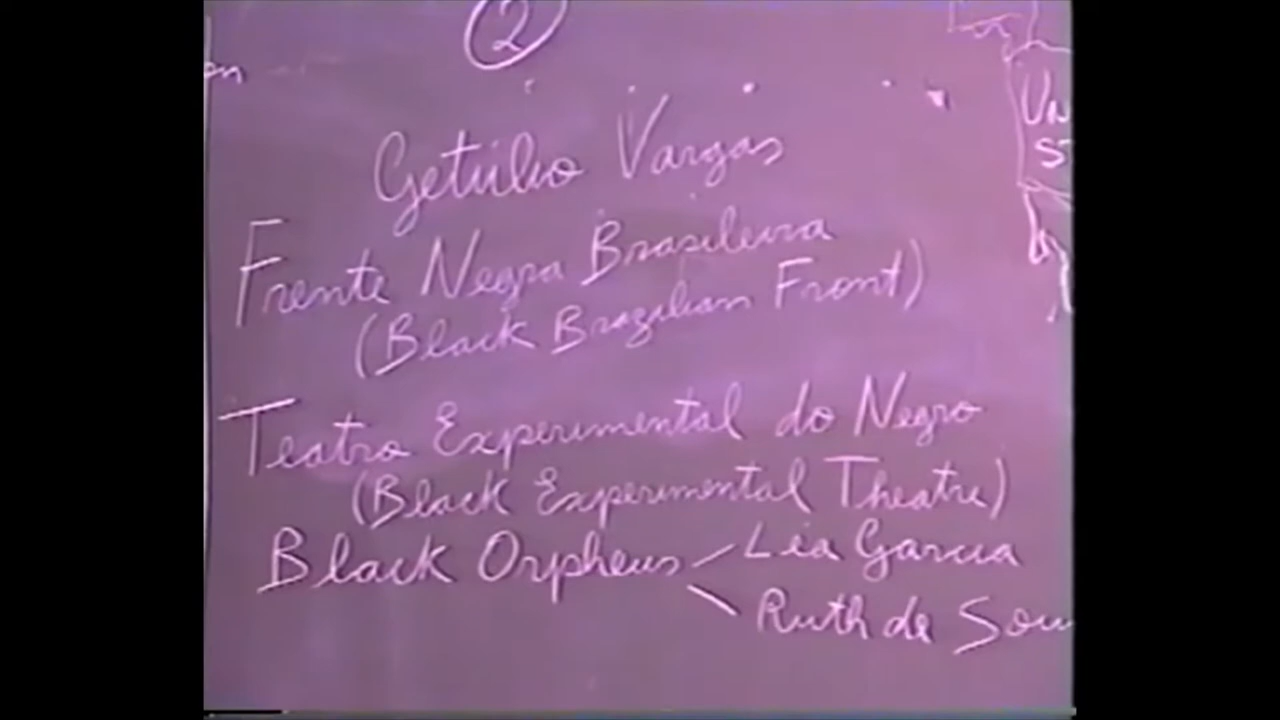 2
Getúlio Vargas
Frente Negra Brasileira
(Black Brazilian Front)
Teatro Experimental do Negro
(Black Experimental Theatre)
Black Orpheus
Léa Garcia
Ruth de Sou